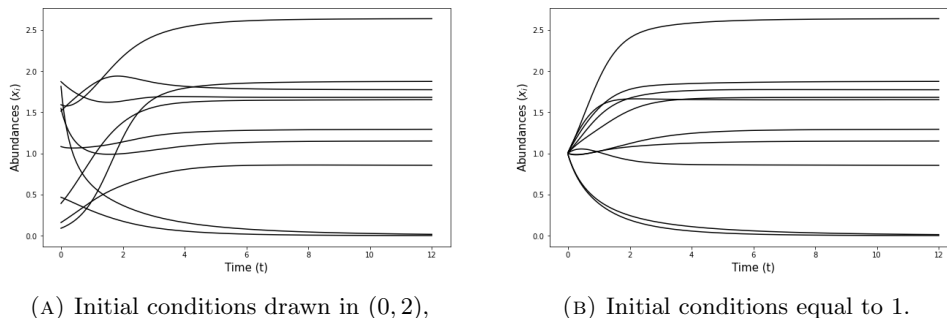 2.5
2.0
1.5
1.0
0.5
0.0
Abundances (xᵢ)
0 2 4 6 8 10 12
Time (t)
(A) Initial conditions drawn in (0, 2),
2.5
2.0
1.5
1.0
0.5
0.0
Abundances (xᵢ)
0 2 4 6 8 10 12
Time (t)
(B) Initial conditions equal to 1.